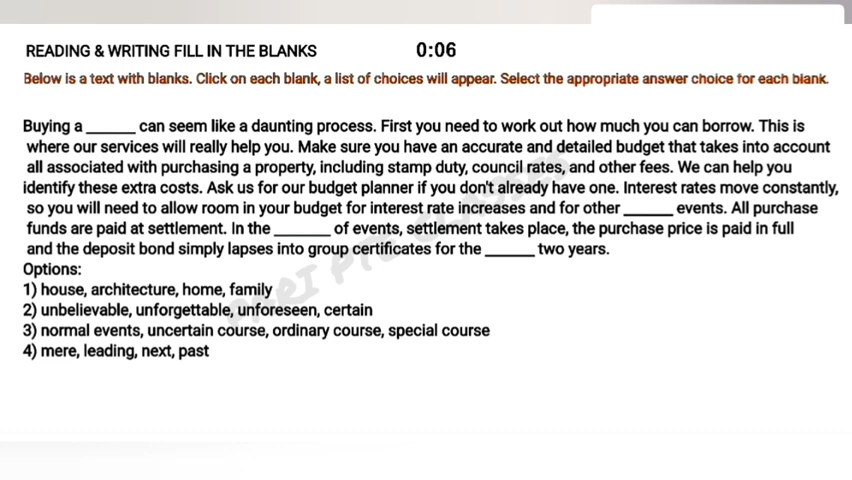 READING & WRITING FILL IN THE BLANKS 0:06
Below is a text with blanks. Click on each blank, a list of choices will appear. Select the appropriate answer choice for each blank.
Buying a ______ can seem like a daunting process. First you need to work out how much you can borrow. This is
where our services will really help you. Make sure you have an accurate and detailed budget that takes into account
all associated with purchasing a property, including stamp duty, council rates, and other fees. We can help you
identify these extra costs. Ask us for our budget planner if you don't already have one. Interest rates move constantly,
so you will need to allow room in your budget for interest rate increases and for other ______ events. All purchase
funds are paid at settlement. In the _______ of events, settlement takes place, the purchase price is paid in full
and the deposit bond simply lapses into group certificates for the ______ two years.
Options:
1) house, architecture, home, family
2) unbelievable, unforgettable, unforeseen, certain
3) normal events, uncertain course, ordinary course, special course
4) mere, leading, next, past
PARI PTE CLASSES